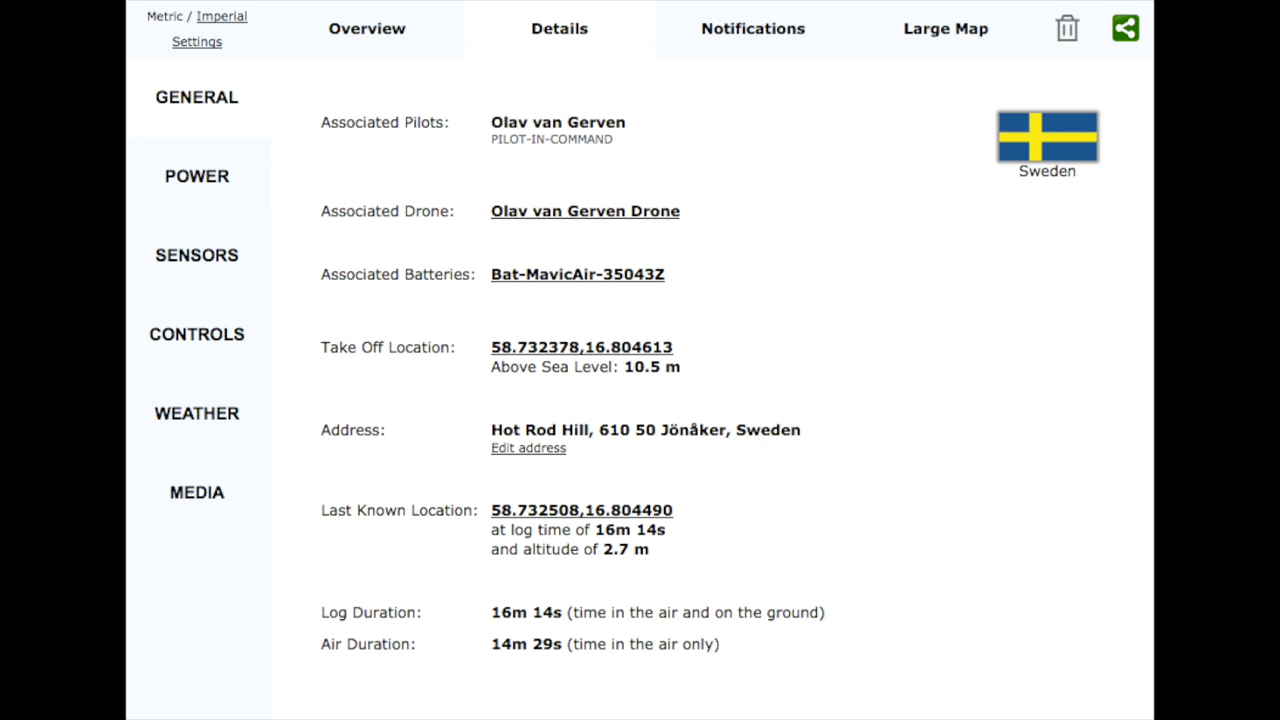 Metric / Imperial
Settings
Overview
Details
Notifications
Large Map
GENERAL
POWER
SENSORS
CONTROLS
WEATHER
MEDIA
Associated Pilots: Olav van Gerven
PILOT-IN-COMMAND
Sweden
Associated Drone: Olav van Gerven Drone
Associated Batteries: Bat-MavicAir-35043Z
Take Off Location: 58.732378,16.804613
Above Sea Level: 10.5 m
Address: Hot Rod Hill, 610 50 Jönåker, Sweden
Edit address
Last Known Location: 58.732508,16.804490
at log time of 16m 14s
and altitude of 2.7 m
Log Duration: 16m 14s (time in the air and on the ground)
Air Duration: 14m 29s (time in the air only)